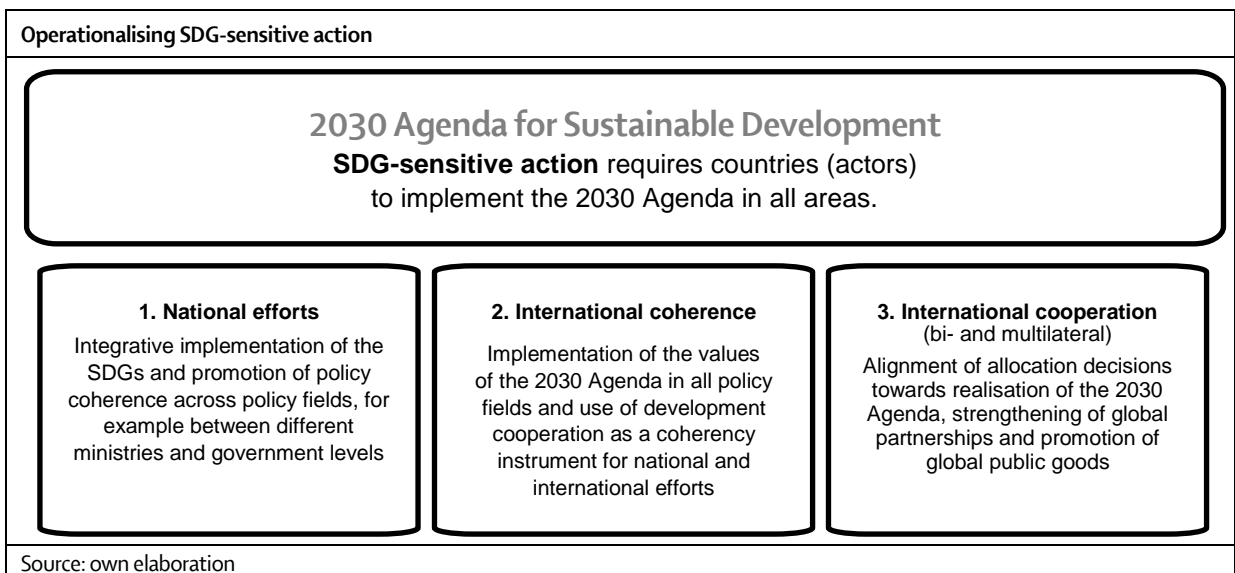 Operationalising SDG-sensitive action
2030 Agenda for Sustainable Development
SDG-sensitive action requires countries (actors)
to implement the 2030 Agenda in all areas.
1. National efforts
Integrative implementation of the
SDGs and promotion of policy
coherence across policy fields, for
example between different
ministries and government levels
2. International coherence
Implementation of the values
of the 2030 Agenda in all policy
fields and use of development
cooperation as a coherency
instrument for national and
international efforts
3. International cooperation
(bi- and multilateral)
Alignment of allocation decisions
towards realisation of the 2030
Agenda, strengthening of global
partnerships and promotion of
global public goods
Source: own elaboration